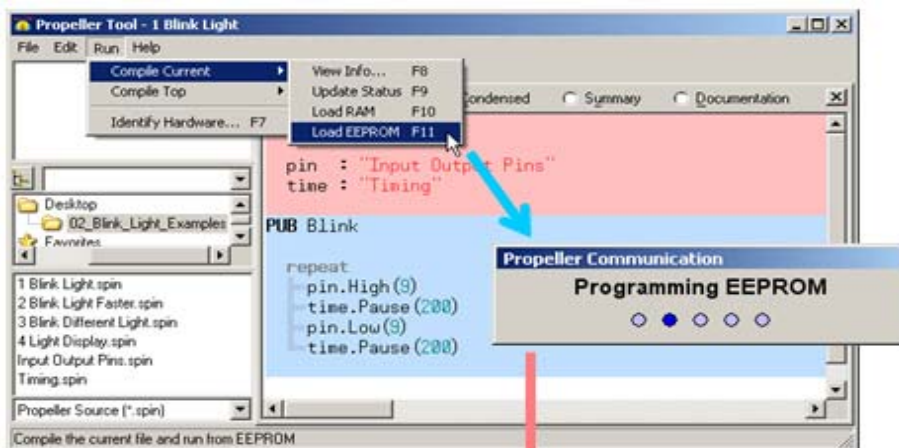 Propeller Tool - 1 Blink Light
File Edit Run Help
Compile Current
Compile Top
Identify Hardware... F7
View Info... F8
Update Status F9
Load RAM F10
Load EEPROM F11
Condensed Summary Documentation
pin : "Input Output Pins"
time : "Timing"
Desktop
02_Blink_Light_Examples
Favorites
PUB Blink
repeat
pin.High(9)
time.Pause(200)
pin.Low(9)
time.Pause(200)
Propeller Communication
Programming EEPROM
1 Blink Light.spin
2 Blink Light Faster.spin
3 Blink Different Light.spin
4 Light Display.spin
Input Output Pins.spin
Timing.spin
Propeller Source (*.spin)
Compile the current file and run from EEPROM